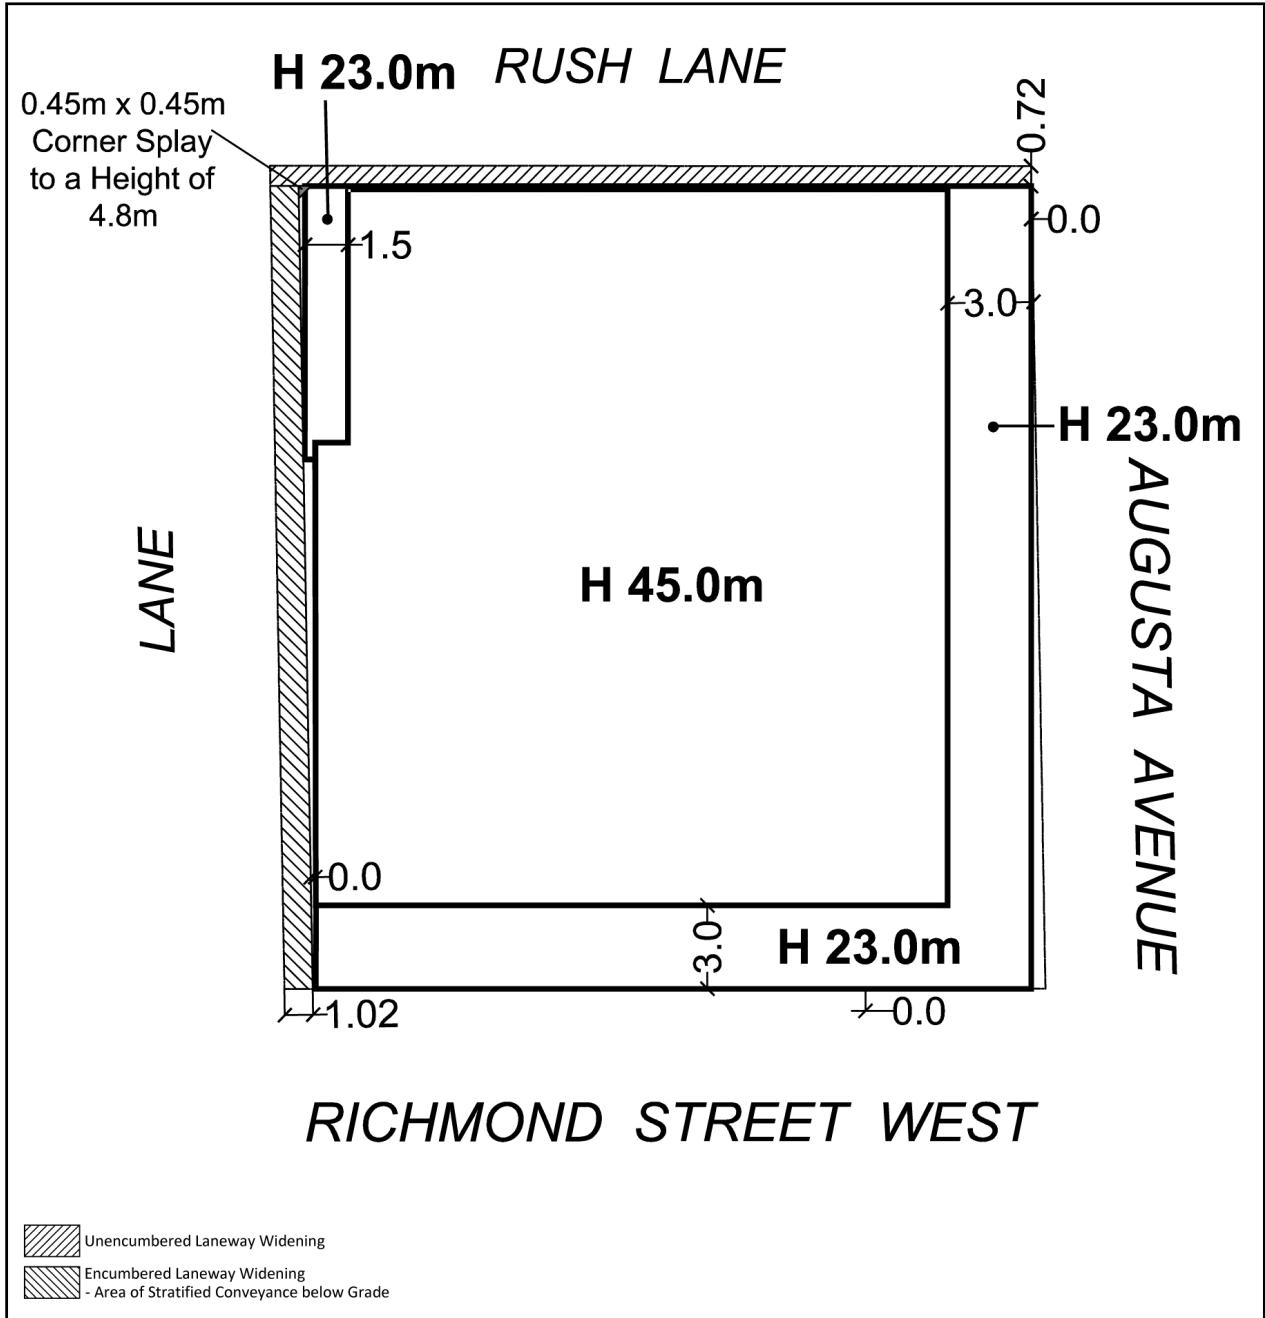 H 23.0m
RUSH LANE
0.45m x 0.45m
Corner Splay
to a Height of
4.8m
0.72
0.0
1.5
3.0
H 23.0m
AUGUSTA AVENUE
LANE
H 45.0m
0.0
3.0
H 23.0m
1.02
0.0
RICHMOND STREET WEST
Unencumbered Laneway Widening
Encumbered Laneway Widening
- Area of Stratified Conveyance below Grade